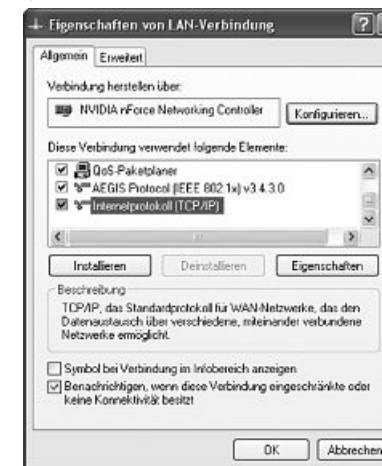 Eigenschaften von LAN-Verbindung
Allgemein Erweitert
Verbindung herstellen über:
NVIDIA nForce Networking Controller Konfigurieren...
Diese Verbindung verwendet folgende Elemente:
QoS-Paketplaner
AEGIS Protocol (IEEE 802.1x) v3.4.3.0
Internetprotokoll (TCP/IP)
Installieren Deinstallieren Eigenschaften
Beschreibung
TCP/IP, das Standardprotokoll für WAN-Netzwerke, das den
Datenaustausch über verschiedene, miteinander verbundene
Netzwerke ermöglicht.
Symbol bei Verbindung im Infobereich anzeigen
Benachrichtigen, wenn diese Verbindung eingeschränkte oder
keine Konnektivität besitzt
OK Abbrechen